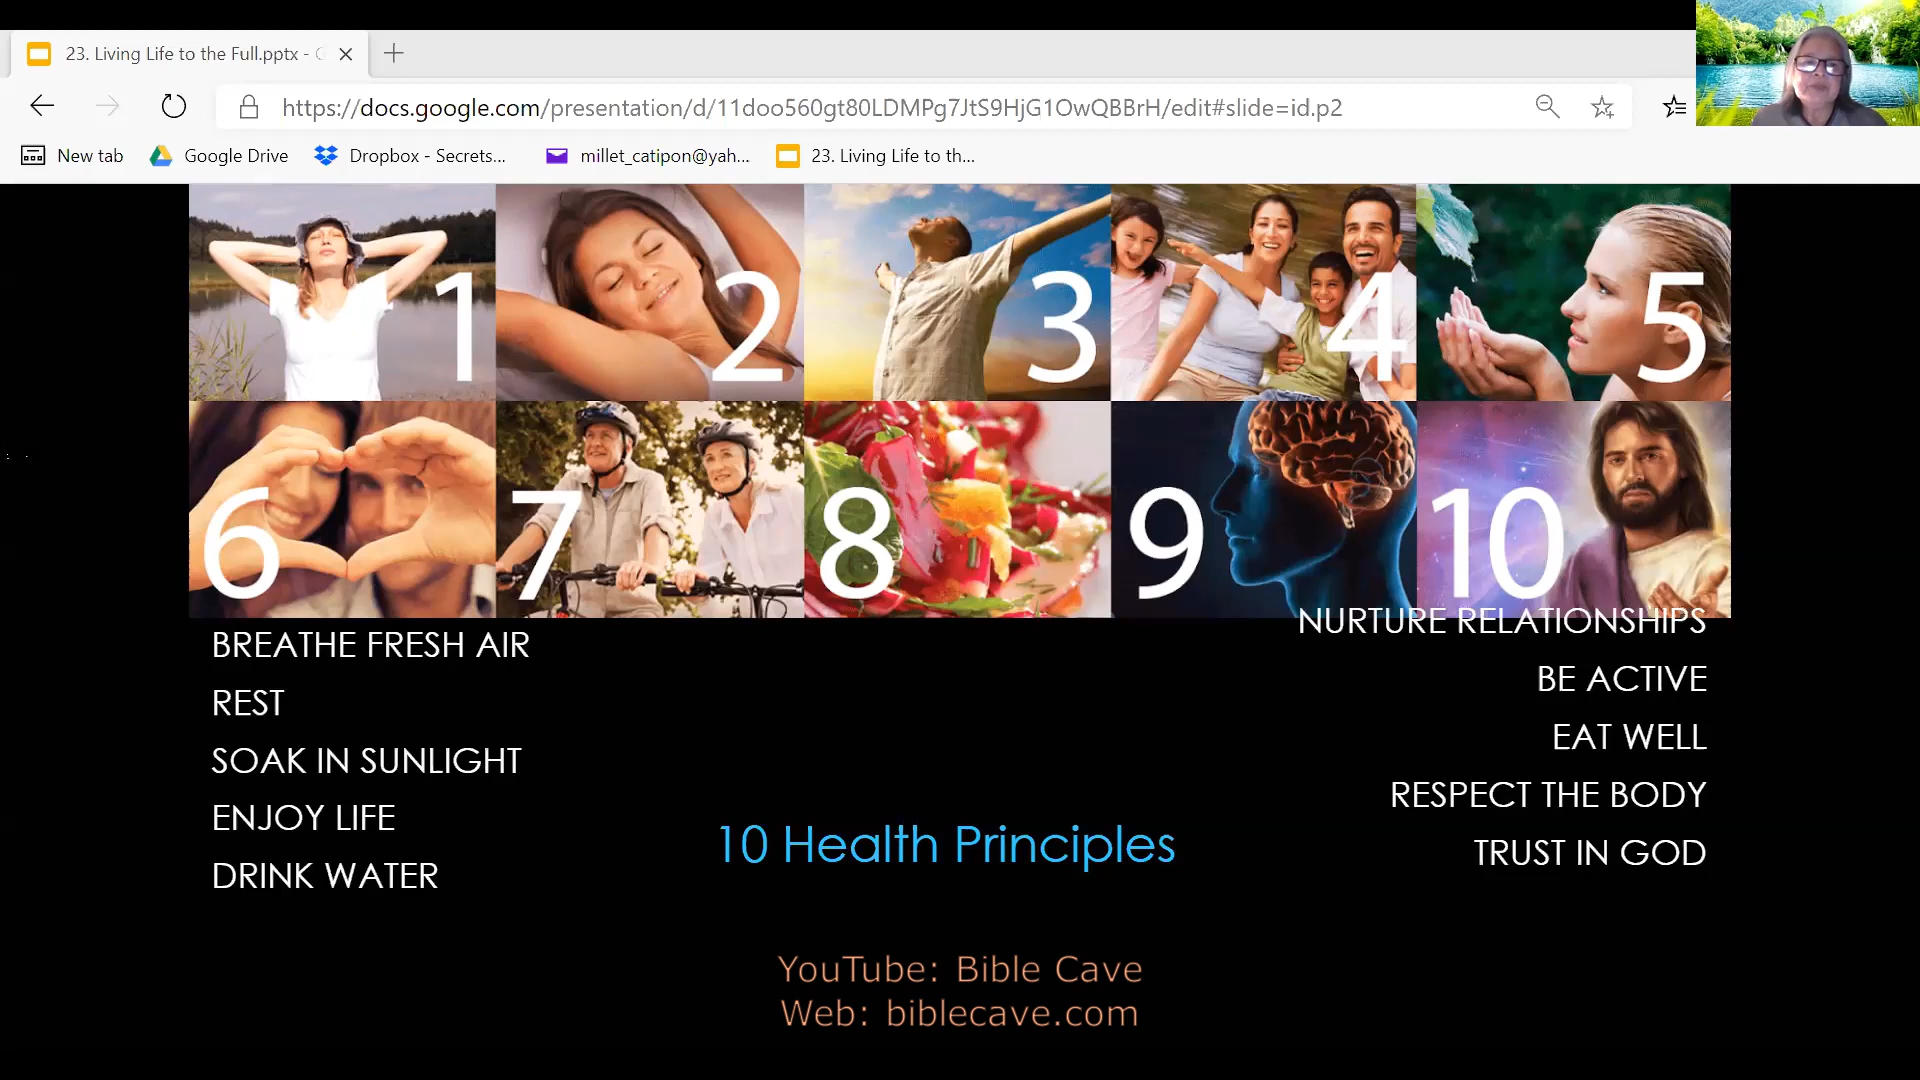 23. Living Life to the Full.pptx - G
https://docs.google.com/presentation/d/11doo560gt80LDMPg7JtS9HjG1OwQBBrH/edit#slide=id.p2
New tab
Google Drive
Dropbox - Secrets...
millet_catipon@yah...
23. Living Life to th...
1
2
3
4
5
6
7
8
9
10
BREATHE FRESH AIR
REST
SOAK IN SUNLIGHT
ENJOY LIFE
DRINK WATER
NURTURE RELATIONSHIPS
BE ACTIVE
EAT WELL
RESPECT THE BODY
TRUST IN GOD
10 Health Principles
YouTube: Bible Cave
Web: biblecave.com